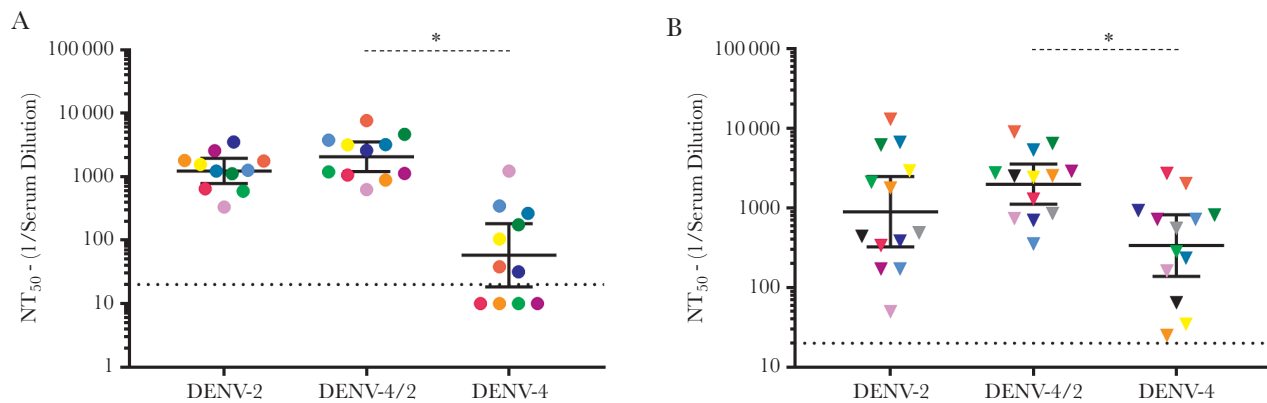 A
NT50 - (1/Serum Dilution)
100 000
10 000
1000
100
10
1
*
DENV-2
DENV-4/2
DENV-4
B
NT50 - (1/Serum Dilution)
100,000
10,000
1000
100
10
*
DENV-2
DENV-4/2
DENV-4